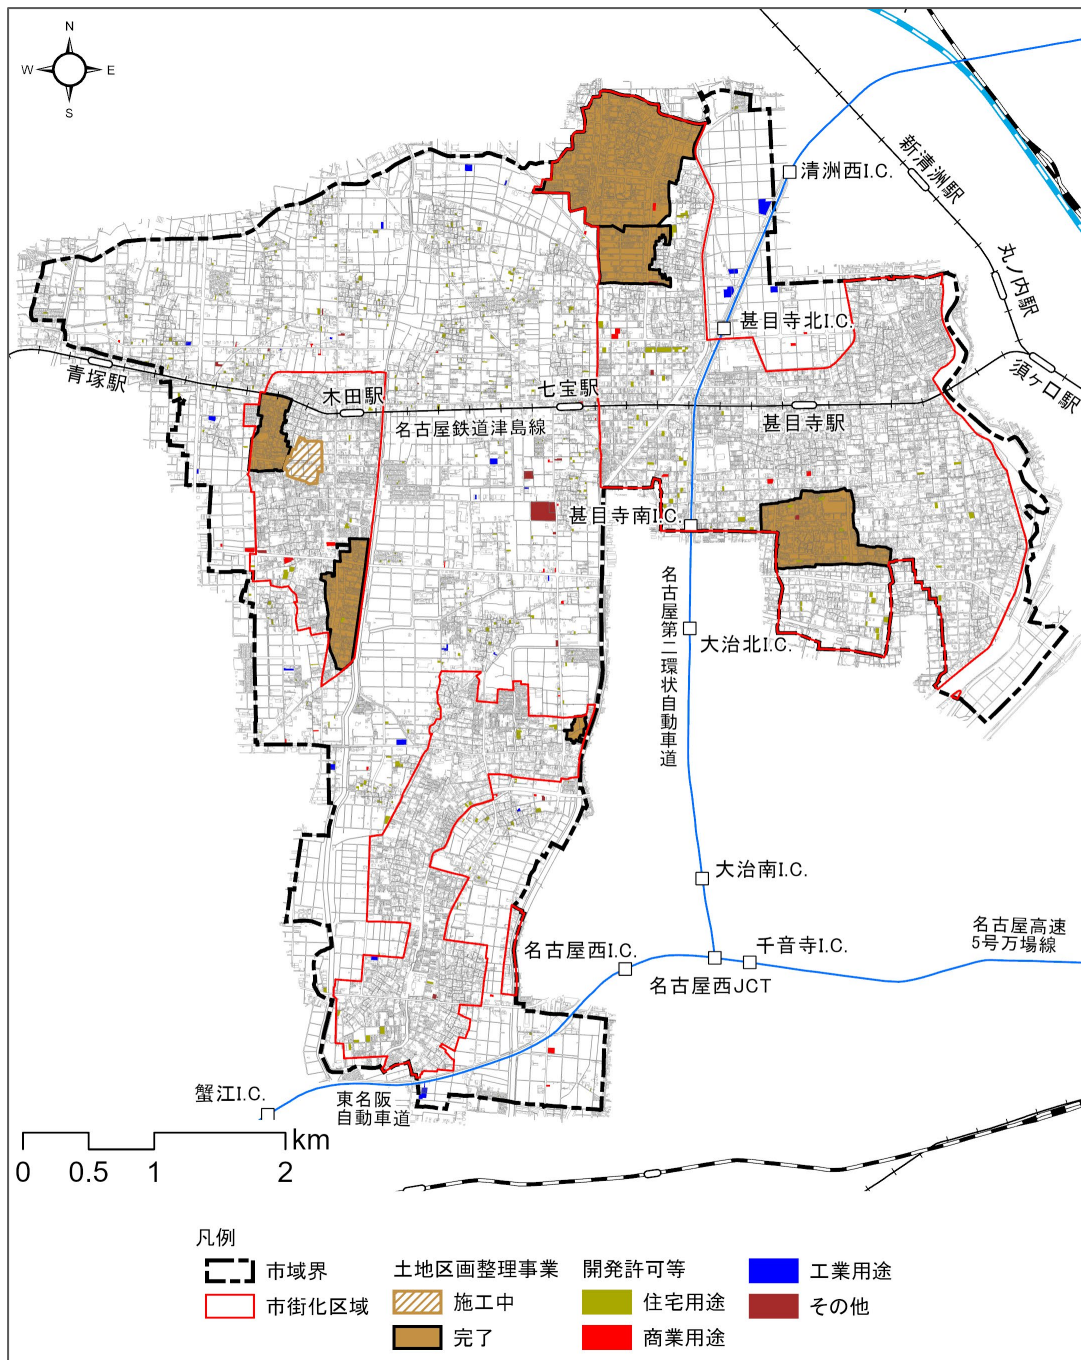 N
W
E
S
清洲西I.C.
新清洲駅
丸ノ内駅
須ヶ口駅
甚目寺北I.C.
青塚駅
木田駅
七宝駅
名古屋鉄道津島線
甚目寺駅
甚目寺南I.C.
名古屋第二環状自動車道
大治北I.C.
大治南I.C.
名古屋西I.C.
千音寺I.C.
名古屋高速
5号万場線
名古屋西JCT
蟹江I.C.
東名阪
自動車道
km
0 0.5 1 2
凡例
市域界
市街化区域
土地区画整理事業
施工中
完了
開発許可等
住宅用途
商業用途
工業用途
その他